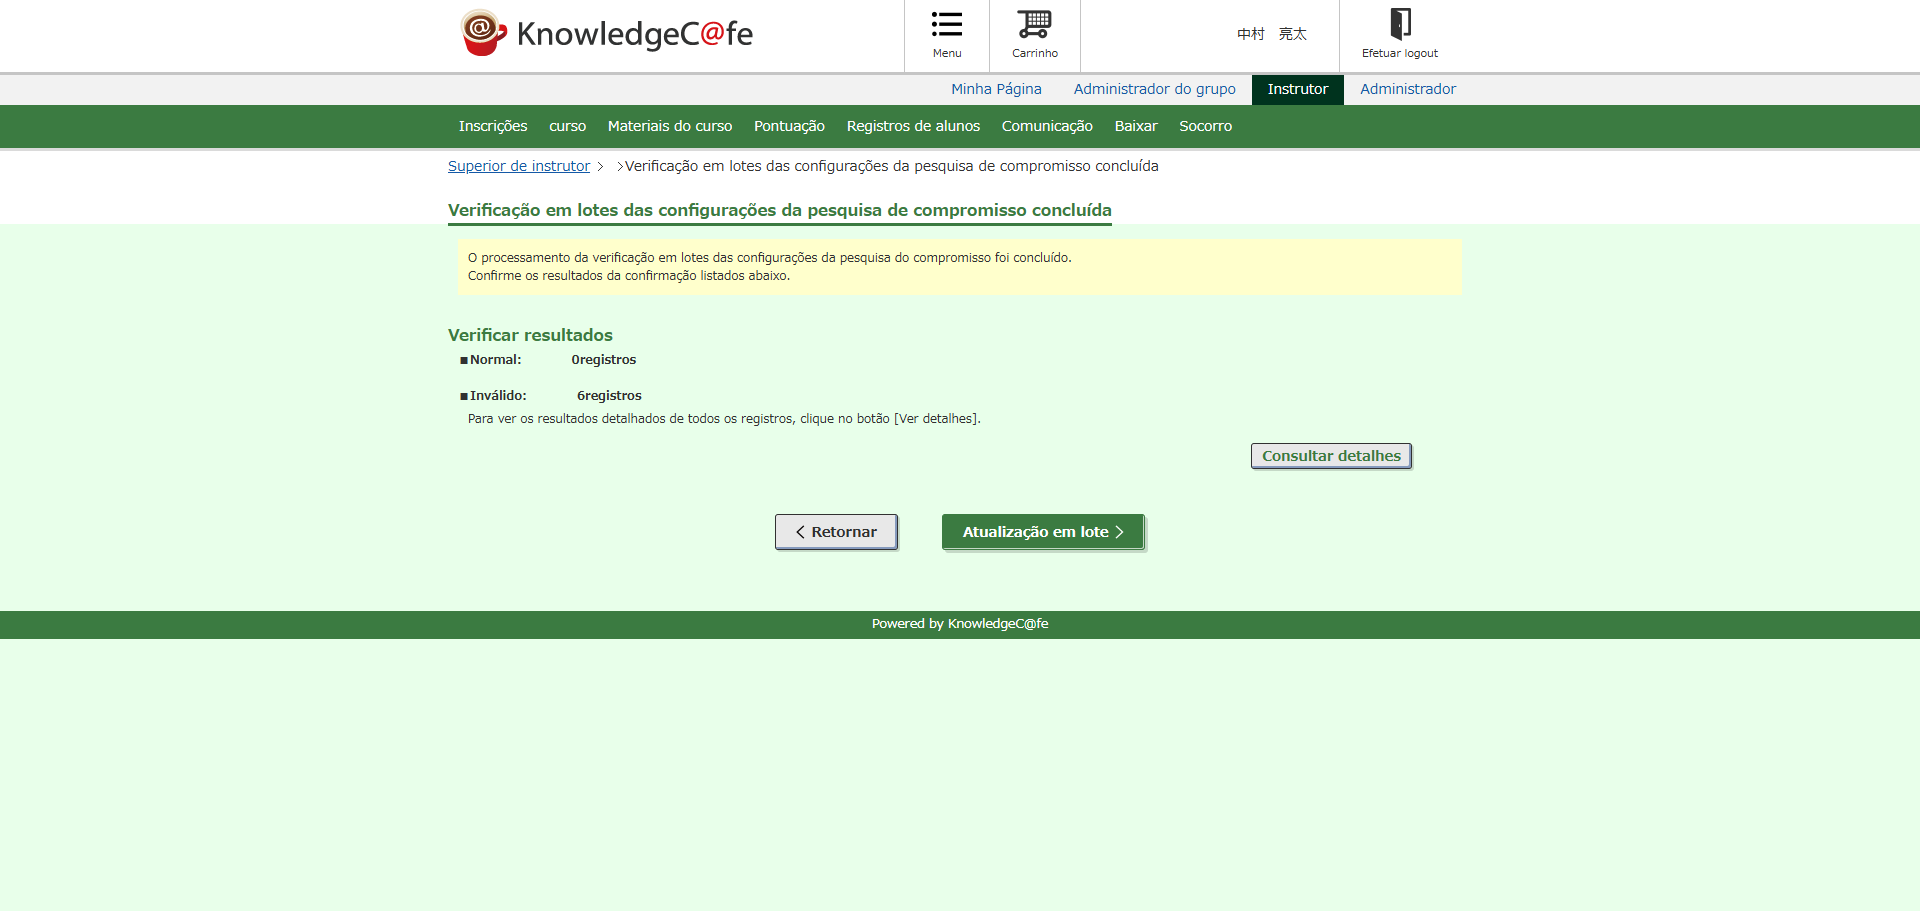 KnowledgeC@fe
Menu
Carrinho
中村　亮太
Efetuar logout
Minha Página Administrador do grupo Instrutor Administrador
Inscrições curso Materiais do curso Pontuação Registros de alunos Comunicação Baixar Socorro
Superior de instrutor > >Verificação em lotes das configurações da pesquisa de compromisso concluída
Verificação em lotes das configurações da pesquisa de compromisso concluída
O processamento da verificação em lotes das configurações da pesquisa do compromisso foi concluído.
Confirme os resultados da confirmação listados abaixo.
Verificar resultados
■Normal: 0registros
■Inválido: 6registros
Para ver os resultados detalhados de todos os registros, clique no botão [Ver detalhes].
Consultar detalhes
< Retornar
Atualização em lote >
Powered by KnowledgeC@fe